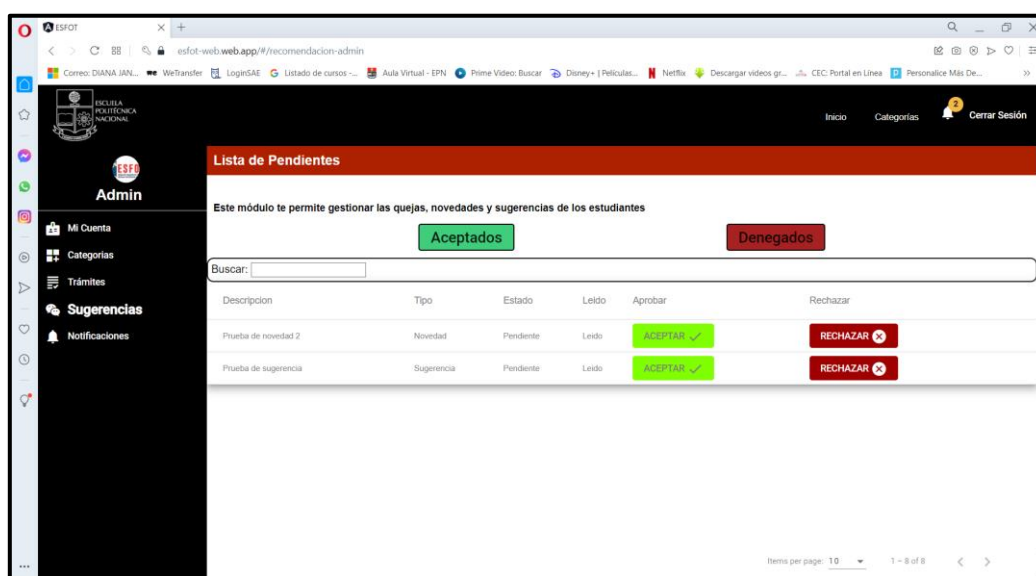 ESFOT
esfot-web.web.app/#/recomendacion-admin
Correo: DIANA JAN... WeTransfer LoginSAE Listado de cursos -... Aula Virtual - EPN Prime Video: Buscar Disney+ | Películas... Netflix Descargar videos gr... CEC: Portal en Línea Personalice Más De... »
ESCUELA
POLITÉCNICA
NACIONAL
Inicio Categorías 2 Cerrar Sesión
ESFO
Admin
Mi Cuenta
Categorias
Trámites
Sugerencias
Notificaciones
Lista de Pendientes
Este módulo te permite gestionar las quejas, novedades y sugerencias de los estudiantes
Aceptados Denegados
Buscar:
Descripcion Tipo Estado Leido Aprobar Rechazar
Prueba de novedad 2 Novedad Pendiente Leido ACEPTAR RECHAZAR
Prueba de sugerencia Sugerencia Pendiente Leido ACEPTAR RECHAZAR
Items per page: 10 1 – 8 of 8